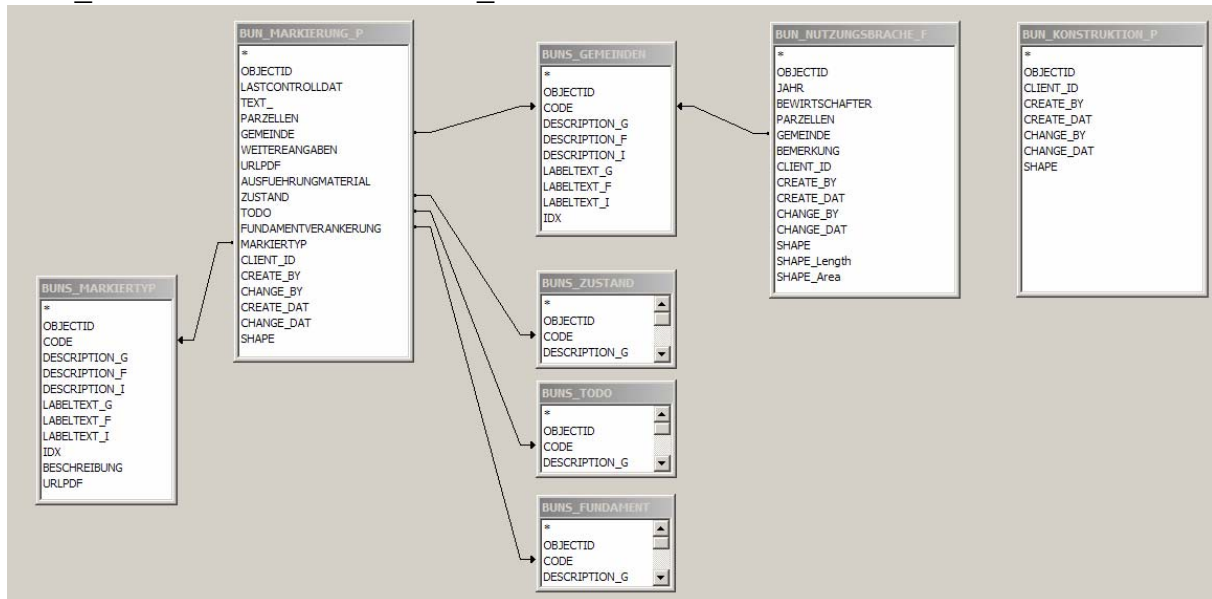 BUN_MARKIERUNG_P
*
OBJECTID
LASTCONTROLLDAT
TEXT_
PARZELLEN
GEMEINDE
WEITEREANGABEN
URLPDF
AUSFUEHRUNGMATERIAL
ZUSTAND
TODO
FUNDAMENTVERANKERUNG
MARKIERTYP
CLIENT_ID
CREATE_BY
CHANGE_BY
CREATE_DAT
CHANGE_DAT
SHAPE
BUNS_MARKIERTYP
*
OBJECTID
CODE
DESCRIPTION_G
DESCRIPTION_F
DESCRIPTION_I
LABELTEXT_G
LABELTEXT_F
LABELTEXT_I
IDX
BESCHREIBUNG
URLPDF
BUNS_GEMEINDEN
*
OBJECTID
CODE
DESCRIPTION_G
DESCRIPTION_F
DESCRIPTION_I
LABELTEXT_G
LABELTEXT_F
LABELTEXT_I
IDX
BUNS_ZUSTAND
*
OBJECTID
CODE
DESCRIPTION_G
BUNS_TODO
*
OBJECTID
CODE
DESCRIPTION_G
BUNS_FUNDAMENT
*
OBJECTID
CODE
DESCRIPTION_G
BUN_NUTZUNGSBRACHE_F
*
OBJECTID
JAHR
BEWIRTSCHAFTER
PARZELLEN
GEMEINDE
BEMERKUNG
CLIENT_ID
CREATE_BY
CREATE_DAT
CHANGE_BY
CHANGE_DAT
SHAPE
SHAPE_Length
SHAPE_Area
BUN_KONSTRUKTION_P
*
OBJECTID
CLIENT_ID
CREATE_BY
CREATE_DAT
CHANGE_BY
CHANGE_DAT
SHAPE